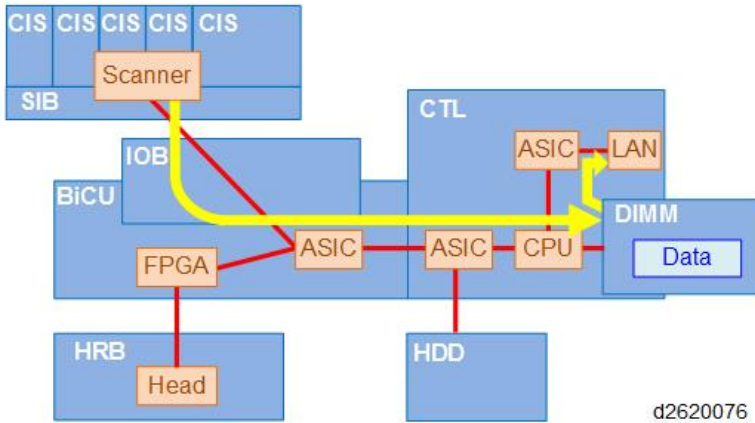 CIS CIS CIS CIS CIS
Scanner
SIB
CTL
IOB
ASIC LAN
BiCU
DIMM
ASIC ASIC CPU
Data
FPGA
HRB
HDD
Head
d2620076